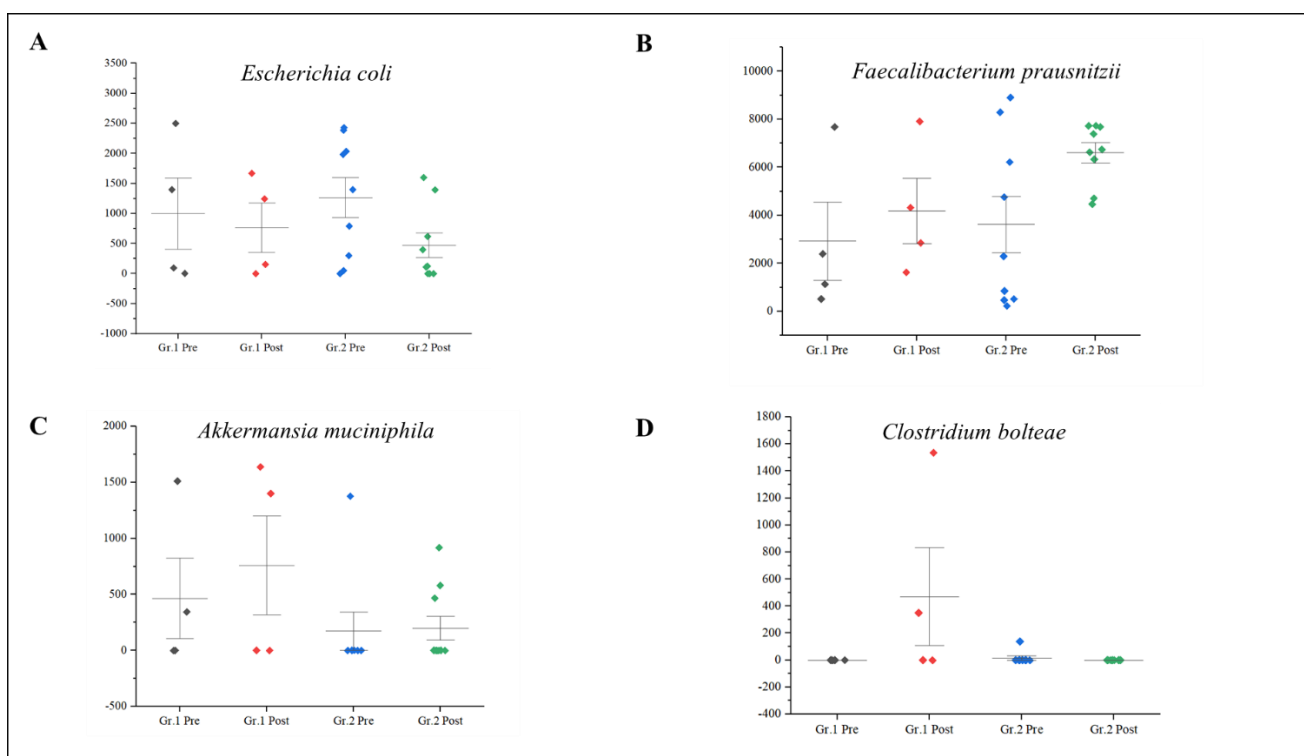 A
Escherichia coli
3500
3000
2500
2000
1500
1000
500
0
-500
-1000
Gr.1 Pre
Gr.1 Post
Gr.2 Pre
Gr.2 Post
B
Faecalibacterium prausnitzii
10000
8000
6000
4000
2000
0
Gr.1 Pre
Gr.1 Post
Gr.2 Pre
Gr.2 Post
C
Akkermansia muciniphila
2000
1500
1000
500
0
-500
Gr.1 Pre
Gr.1 Post
Gr.2 Pre
Gr.2 Post
D
Clostridium bolteae
1800
1600
1400
1200
1000
800
600
400
200
0
-200
-400
Gr.1 Pre
Gr.1 Post
Gr.2 Pre
Gr.2 Post